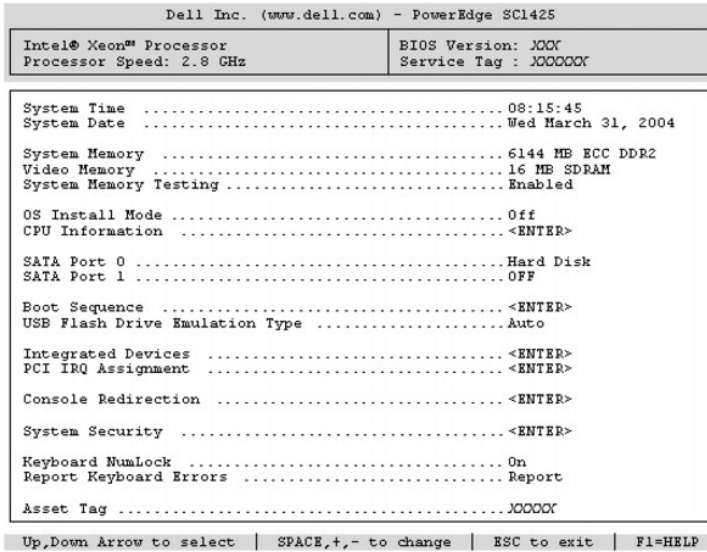 Dell Inc. (www.dell.com) - PowerEdge SC1425
Intel® Xeon™ Processor
Processor Speed: 2.8 GHz
BIOS Version: XXX
Service Tag : XXXXXX
System Time ........................................ 08:15:45
System Date ........................................ Wed March 31, 2004
System Memory ...................................... 6144 MB ECC DDR2
Video Memory ....................................... 16 MB SDRAM
System Memory Testing .............................. Enabled
OS Install Mode .................................... Off
CPU Information .................................... <ENTER>
SATA Port 0 ........................................ Hard Disk
SATA Port 1 ........................................ OFF
Boot Sequence ...................................... <ENTER>
USB Flash Drive Emulation Type ..................... Auto
Integrated Devices ................................. <ENTER>
PCI IRQ Assignment ................................. <ENTER>
Console Redirection ................................ <ENTER>
System Security .................................... <ENTER>
Keyboard NumLock ................................... On
Report Keyboard Errors ............................. Report
Asset Tag .......................................... XXXXX
Up,Down Arrow to select | SPACE,+,- to change | ESC to exit | F1=HELP